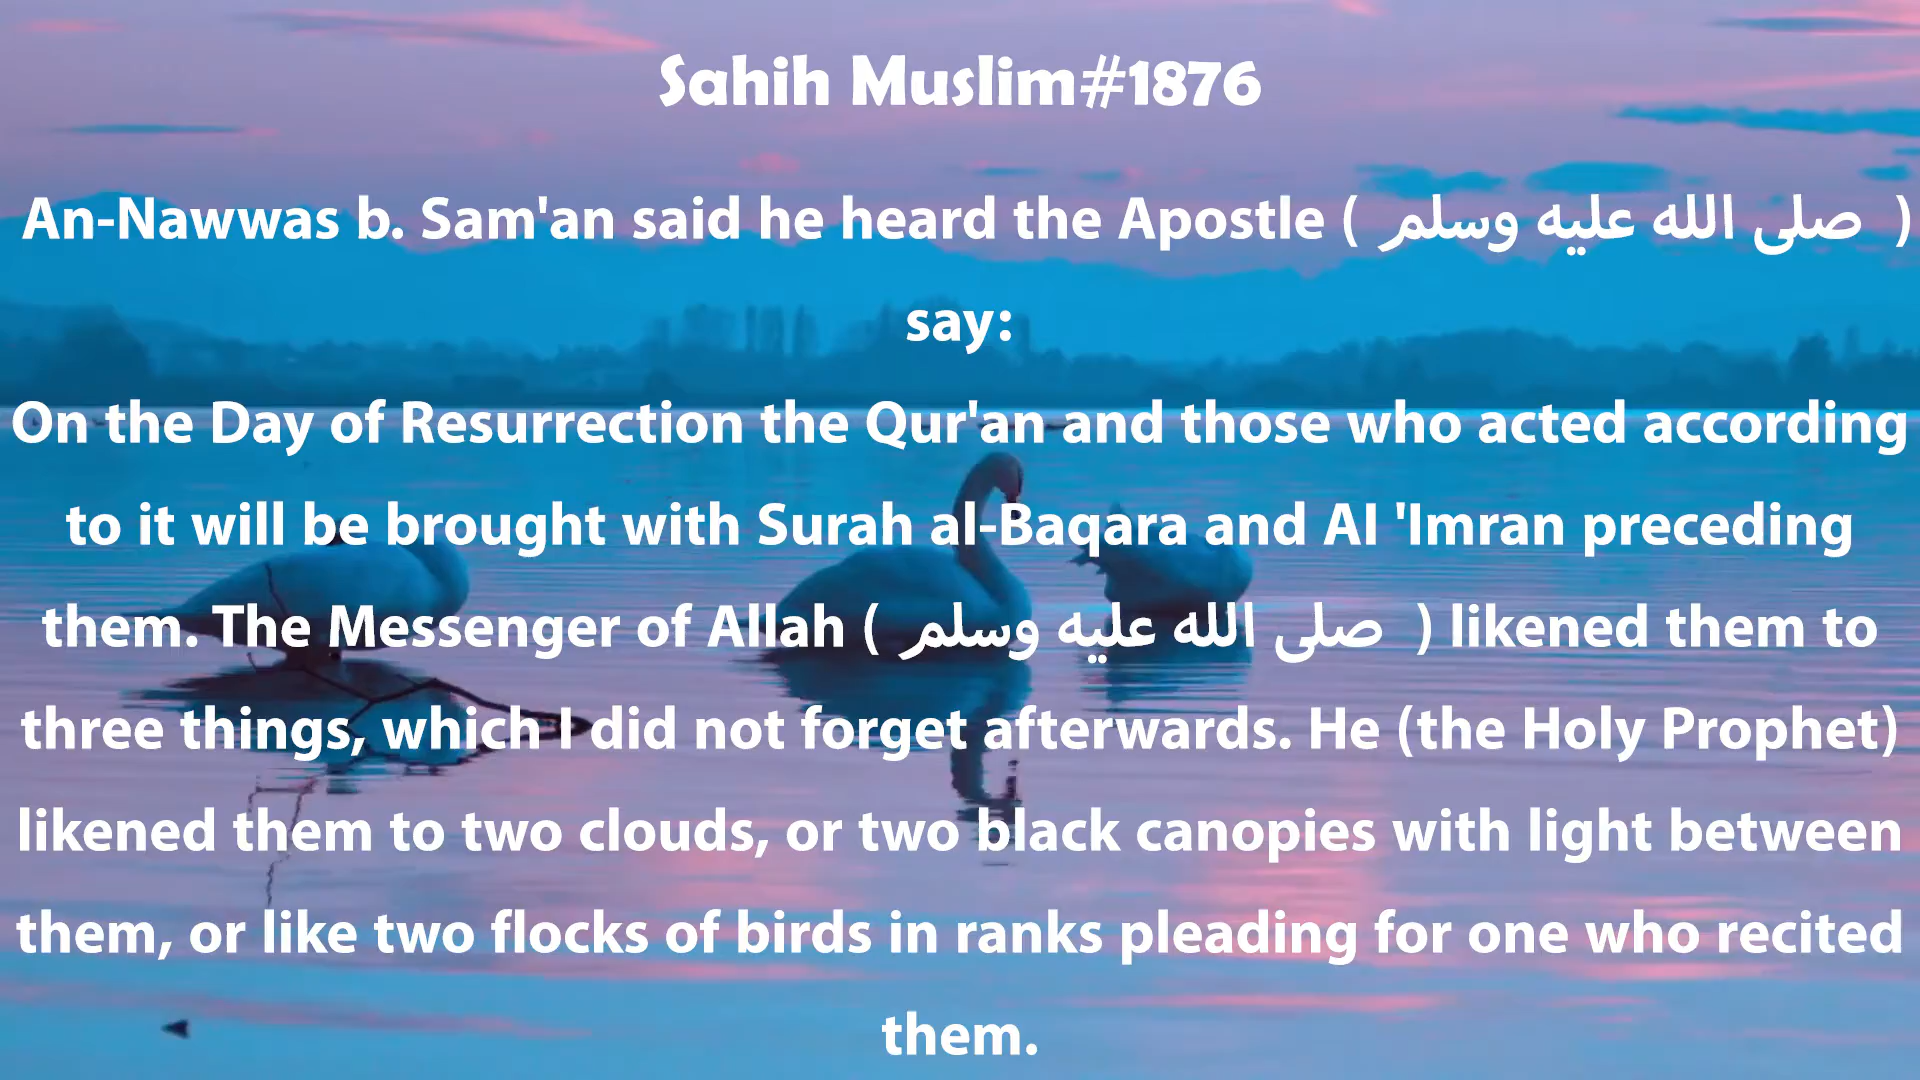 Sahih Muslim#1876
An-Nawwas b. Sam'an said he heard the Apostle ( صلى الله عليه وسلم )
say:
On the Day of Resurrection the Qur'an and those who acted according
to it will be brought with Surah al-Baqara and AI 'Imran preceding
them. The Messenger of Allah ( صلى الله عليه وسلم ) likened them to
three things, which I did not forget afterwards. He (the Holy Prophet)
likened them to two clouds, or two black canopies with light between
them, or like two flocks of birds in ranks pleading for one who recited
them.